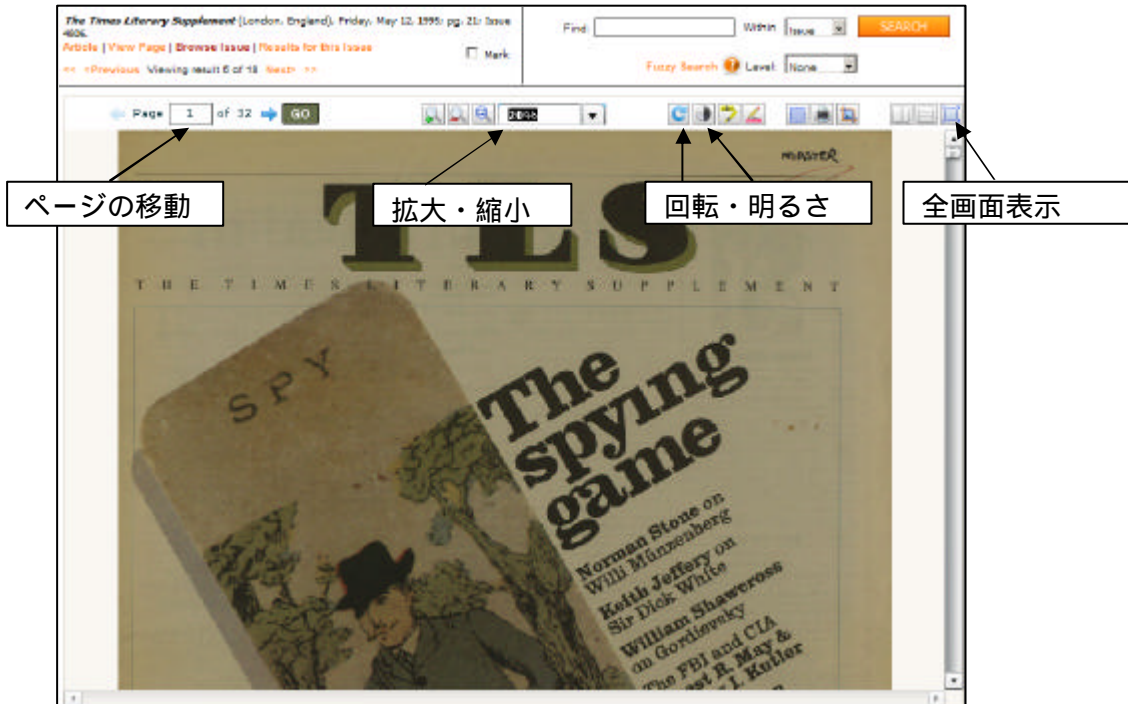 The Times Literary Supplement (London, England), Friday, May 12, 1995; pg. 21; Issue
4806.
Article | View Page | Browse Issue | Results for this Issue
<< <Previous Viewing result 6 of 18 Next> >>
Mark
Find
Within Issue
SEARCH
Fuzzy Search ? Level: None
Page 1 of 32 GO
MASTER
ページの移動
拡大・縮小
回転・明るさ
全画面表示
TLS
THE TIMES LITERARY SUPPLEMENT
SPY
The
spying
game
Norman Stone on
Willi Münzenberg
Keith Jeffery on
Sir Dick White
William Shawcross
on Gordievsky
The FBI and CIA
R. May &
Kutler